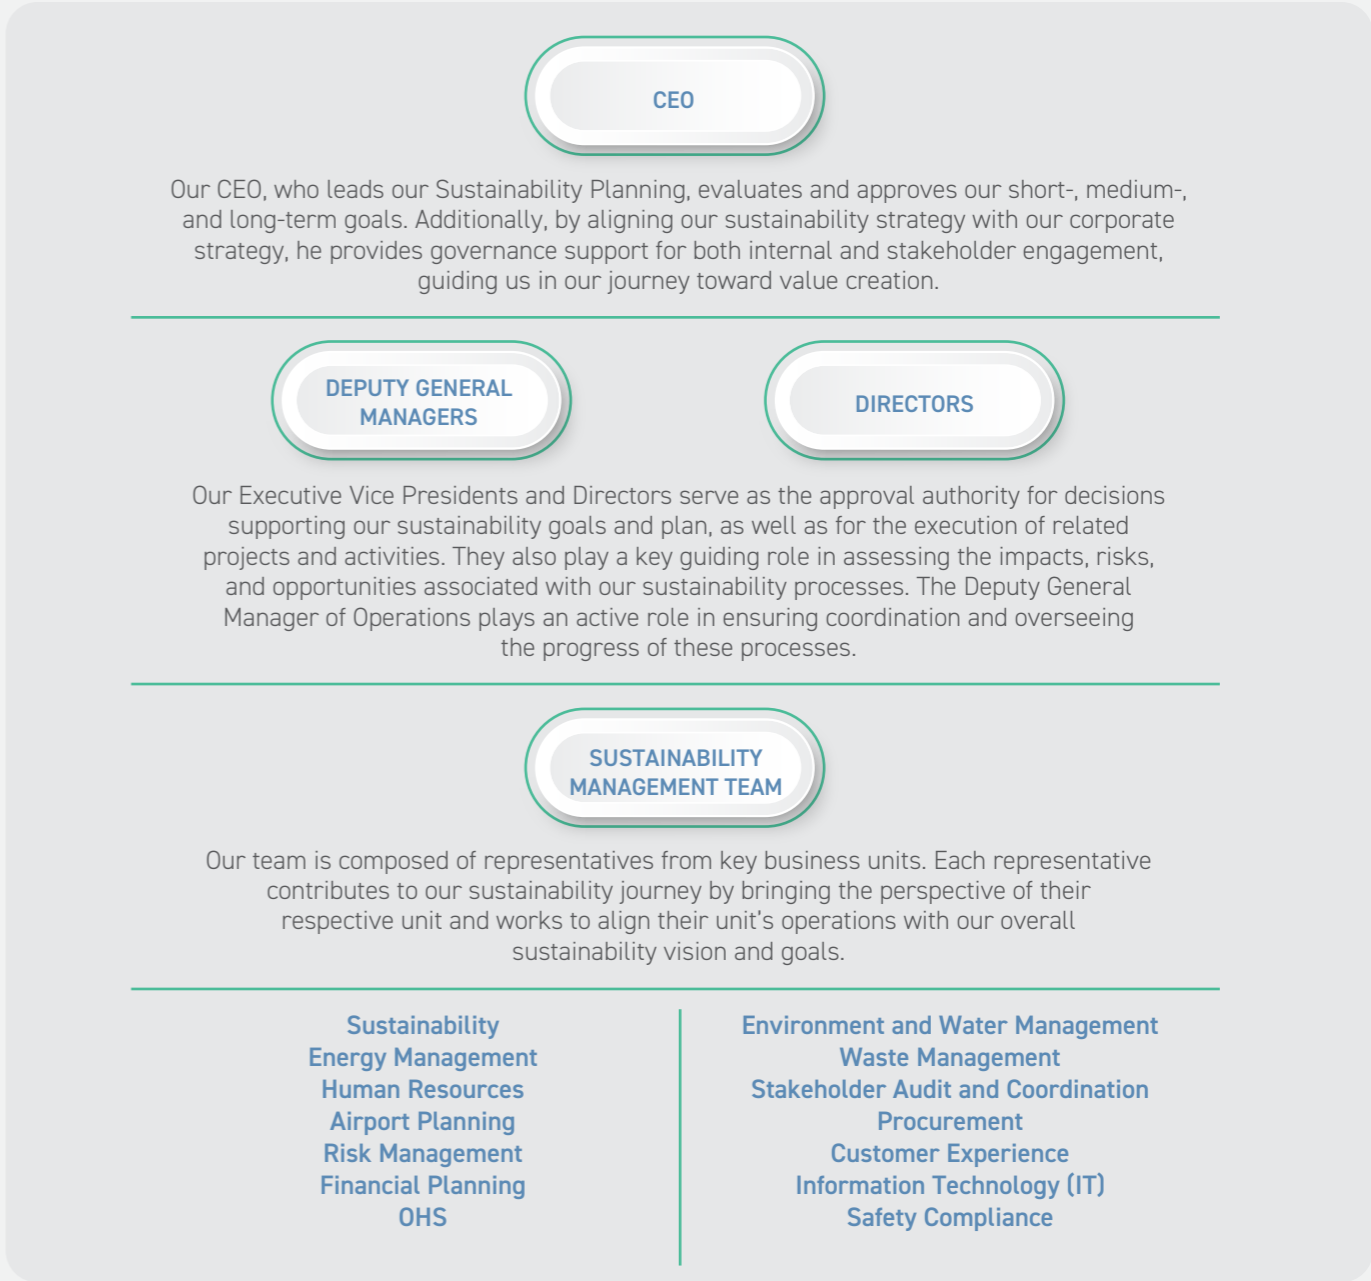 CEO
Our CEO, who leads our Sustainability Planning, evaluates and approves our short-, medium-,
and long-term goals. Additionally, by aligning our sustainability strategy with our corporate
strategy, he provides governance support for both internal and stakeholder engagement,
guiding us in our journey toward value creation.
DEPUTY GENERAL
MANAGERS
DIRECTORS
Our Executive Vice Presidents and Directors serve as the approval authority for decisions
supporting our sustainability goals and plan, as well as for the execution of related
projects and activities. They also play a key guiding role in assessing the impacts, risks,
and opportunities associated with our sustainability processes. The Deputy General
Manager of Operations plays an active role in ensuring coordination and overseeing
the progress of these processes.
SUSTAINABILITY
MANAGEMENT TEAM
Our team is composed of representatives from key business units. Each representative
contributes to our sustainability journey by bringing the perspective of their
respective unit and works to align their unit's operations with our overall
sustainability vision and goals.
Sustainability
Energy Management
Human Resources
Airport Planning
Risk Management
Financial Planning
OHS
Environment and Water Management
Waste Management
Stakeholder Audit and Coordination
Procurement
Customer Experience
Information Technology (IT)
Safety Compliance